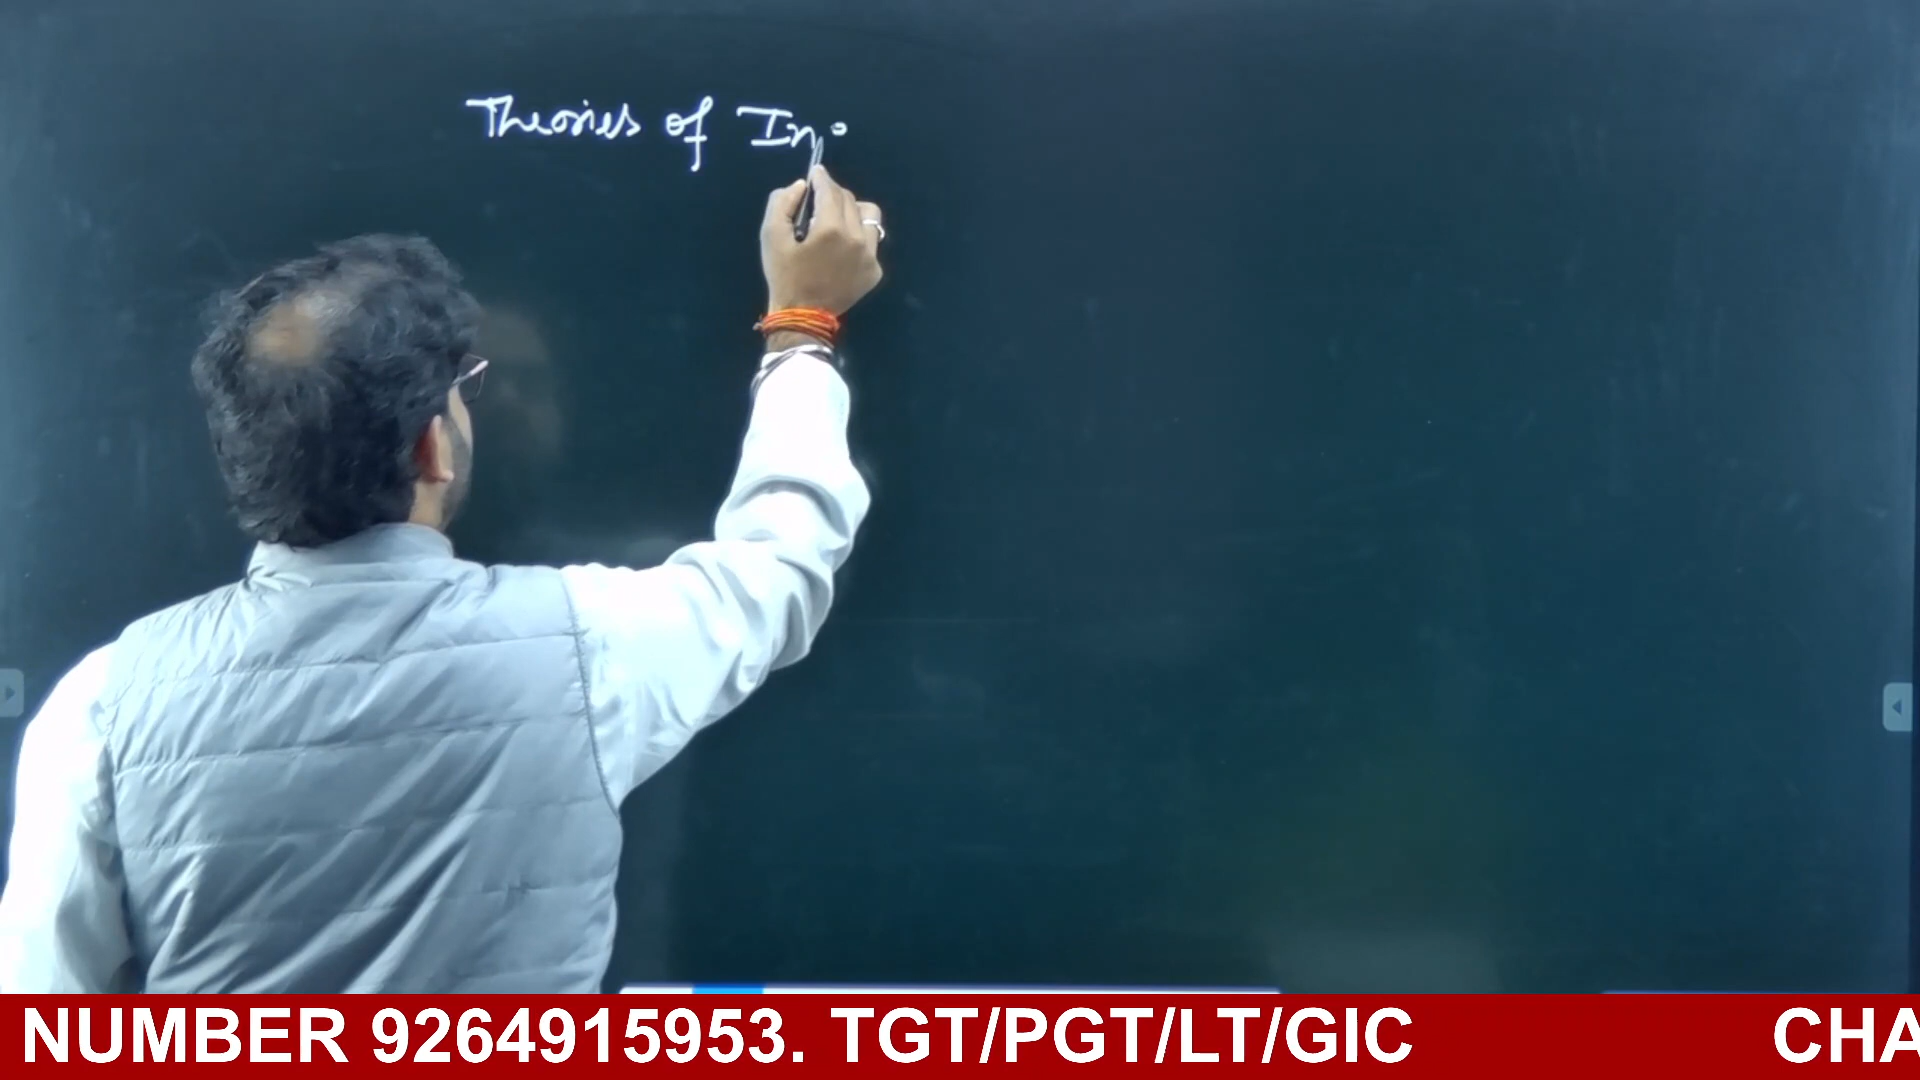 Theories of In
NUMBER 9264915953. TGT/PGT/LT/GIC CHA